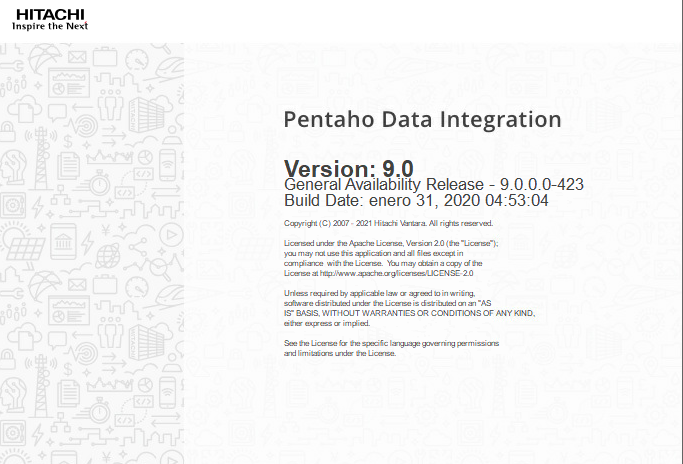 HITACHI
Inspire the Next
Pentaho Data Integration
Version: 9.0
General Availability Release - 9.0.0.0-423
Build Date: enero 31, 2020 04:53:04
Copyright (C) 2007 - 2021 Hitachi Vantara. All rights reserved.
Licensed under the Apache License, Version 2.0 (the "License");
you may not use this application and all files except in
compliance with the License. You may obtain a copy of the
License at http://www.apache.org/licenses/LICENSE-2.0
Unless required by applicable law or agreed to in writing,
software distributed under the License is distributed on an "AS
IS" BASIS, WITHOUT WARRANTIES OR CONDITIONS OF ANY KIND,
either express or implied.
See the License for the specific language governing permissions
and limitations under the License.